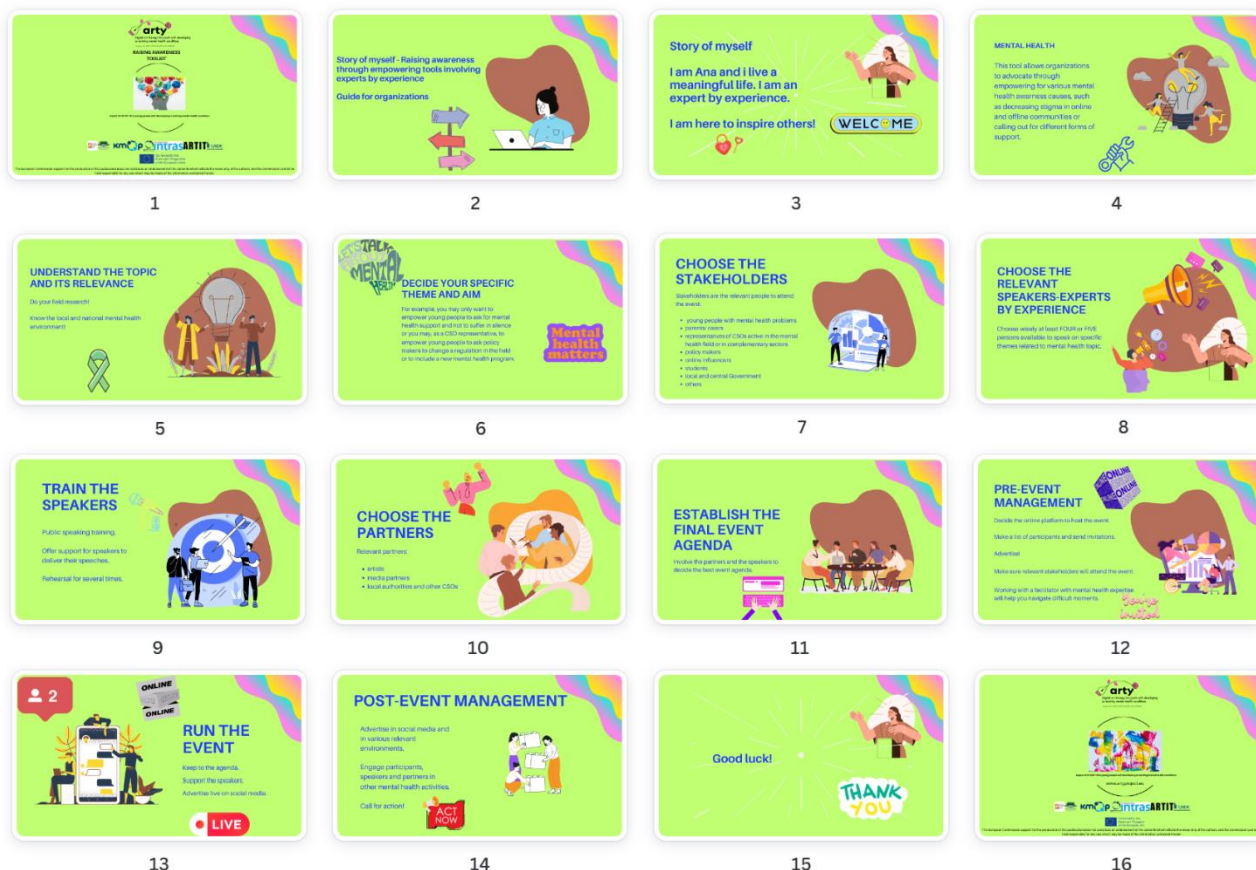 arty
RAISING AWARENESS
TOOLKIT
kmop intras ARTIT
1
Story of myself - Raising awareness
through empowering tools involving
experts by experience
Guide for organizations
2
Story of myself
I am Ana and i live a
meaningful life. I am an
expert by experience.
I am here to inspire others!
WELCOME
3
MENTAL HEALTH
This tool allows organizations
to advocate through
empowering for various mental
health awarness causes, such
as decreasing stigma in online
and offline communities or
calling out for different forms of
support.
4
UNDERSTAND THE TOPIC
AND ITS RELEVANCE
Do your field research!
Know the local and national mental health
environment!
5
LET'S TALK
ABOUT
MENTAL
HEALTH
DECIDE YOUR SPECIFIC
THEME AND AIM
For example, you may only want to
empower young people to ask for mental
health support and not to suffer in silence
or you may, as a CSO representative, to
empower young people to ask policy
makers to change a regulation in the field
or to include a new mental health program.
Mental
health
matters
6
CHOOSE THE
STAKEHOLDERS
Stakeholders are the relevant people to attend
the event:
• young people with mental health problems
• parents/ carers
• representatives of CSOs active in the mental
health field or in complementary sectors
• policy makers
• online influencers
• students
• local and central Government
• others
7
CHOOSE THE
RELEVANT
SPEAKERS-EXPERTS
BY EXPERIENCE
Choose wisely at least FOUR or FIVE
persons available to speak on specific
themes related to mental health topic.
8
TRAIN THE
SPEAKERS
Public speaking training.
Offer support for speakers to
deliver their speeches.
Rehearsal for several times.
9
CHOOSE THE
PARTNERS
Relevant partners:
• artists
• media partners
• local authorities and other CSOs
10
ESTABLISH THE
FINAL EVENT
AGENDA
Involve the partners and the speakers to
decide the best event agenda.
11
ONLINE
PRE-EVENT
MANAGEMENT
Decide the online platform to host the event.
Make a list of participants and send invitations.
Advertise!
Make sure relevant stakeholders will attend the event.
Working with a facilitator with mental health expertise
will help you navigate difficult moments.
You're
invited
12
2
ONLINE
ONLINE
RUN THE
EVENT
Keep to the agenda.
Support the speakers.
Advertise live on social media.
LIVE
13
POST-EVENT MANAGEMENT
Advertise in social media and
in various relevant
environments.
Engage participants,
speakers and partners in
other mental health activities.
Call for action!
ACT
NOW
14
Good luck!
THANK
YOU
15
arty
kmop intras ARTIT
16